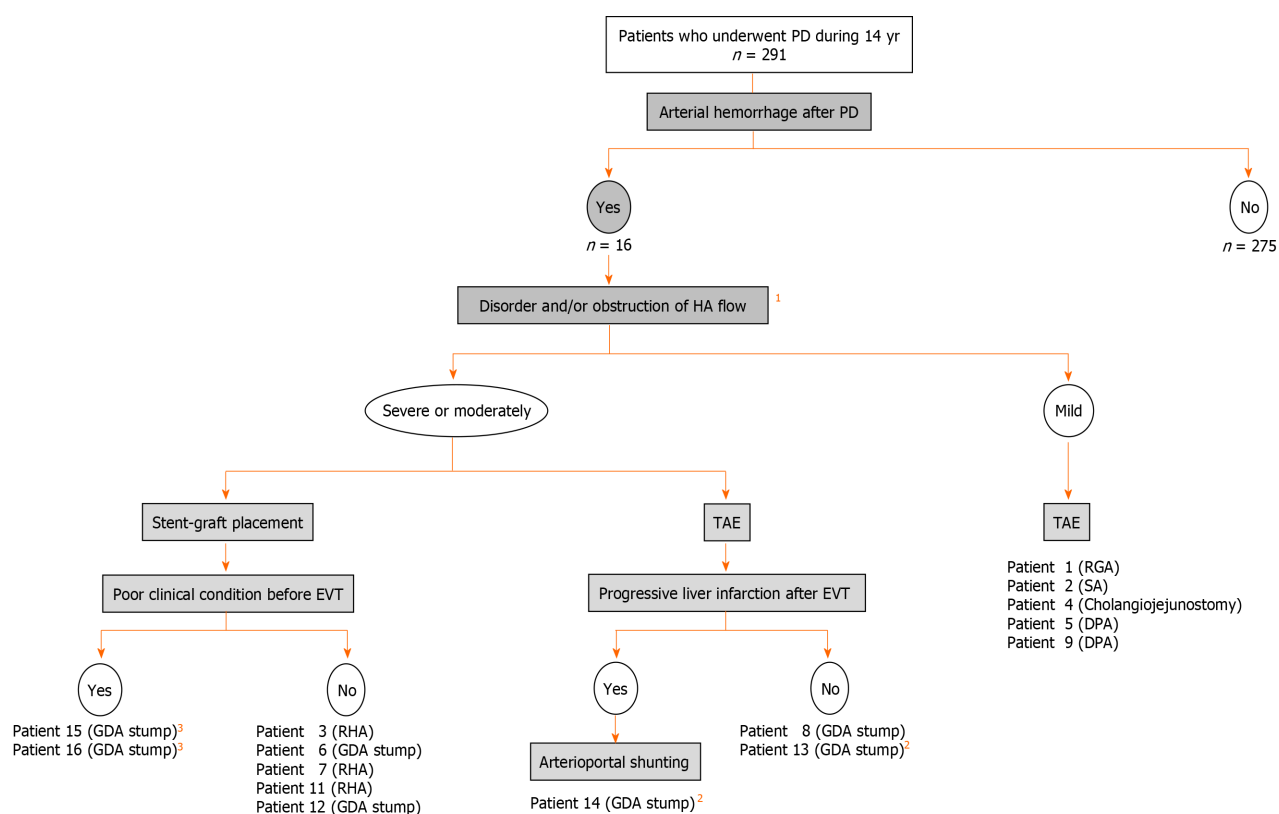 Patients who underwent PD during 14 yr
n = 291
Arterial hemorrhage after PD
Yes
n = 16
No
n = 275
Disorder and/or obstruction of HA flow 1
Severe or moderately
Mild
Stent-graft placement
TAE
TAE
Poor clinical condition before EVT
Progressive liver infarction after EVT
Patient 1 (RGA)
Patient 2 (SA)
Patient 4 (Cholangiojejunostomy)
Patient 5 (DPA)
Patient 9 (DPA)
Yes
Patient 15 (GDA stump)3
Patient 16 (GDA stump)3
No
Patient 3 (RHA)
Patient 6 (GDA stump)
Patient 7 (RHA)
Patient 11 (RHA)
Patient 12 (GDA stump)
Yes
Arterioportal shunting
Patient 14 (GDA stump)2
No
Patient 8 (GDA stump)
Patient 13 (GDA stump)2